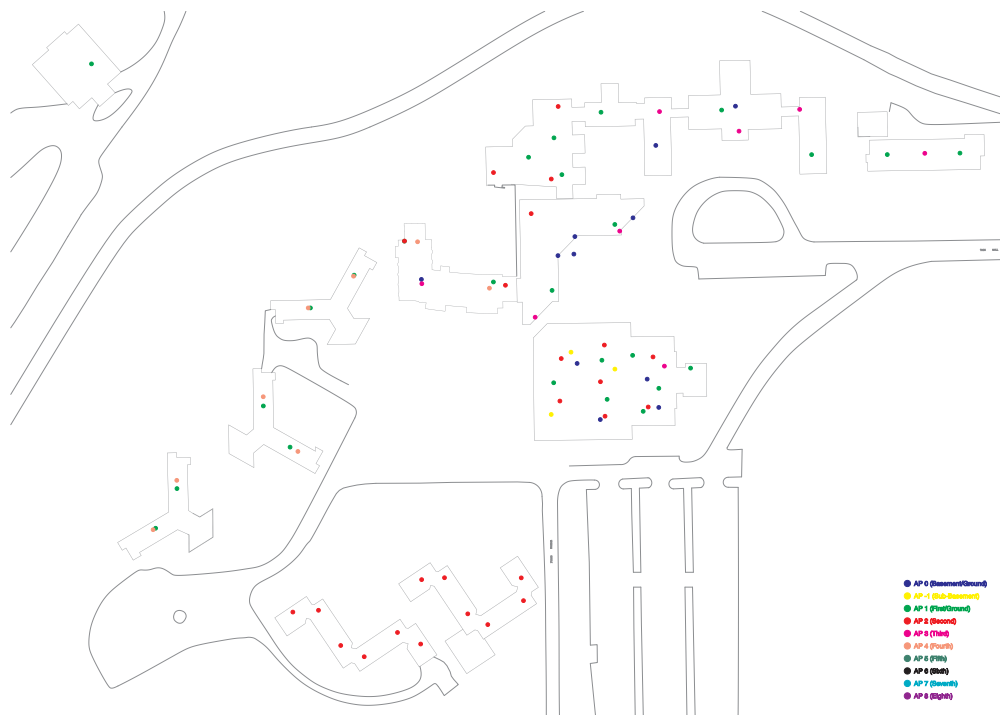 AP 0 (Basement/Ground)
AP -1 (Sub-Basement)
AP 1 (First/Ground)
AP 2 (Second)
AP 3 (Third)
AP 4 (Fourth)
AP 5 (Fifth)
AP 6 (Sixth)
AP 7 (Seventh)
AP 8 (Eighth)